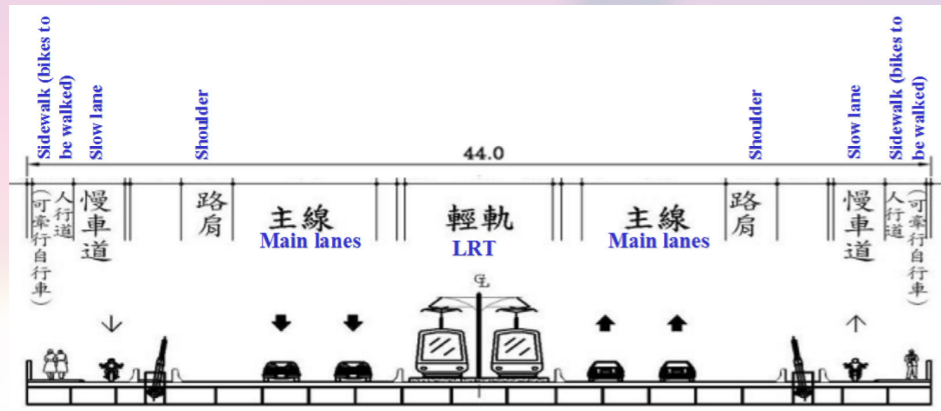 Sidewalk (bikes to
be walked)
Slow lane
Shoulder
Shoulder
Slow lane
Sidewalk (bikes to
be walked)
44.0
人行道
(可牽行自行車)
慢車道
路肩
主線
輕軌
主線
路肩
慢車道
人行道
(可牽行自行車)
Main lanes
LRT
Main lanes
℄